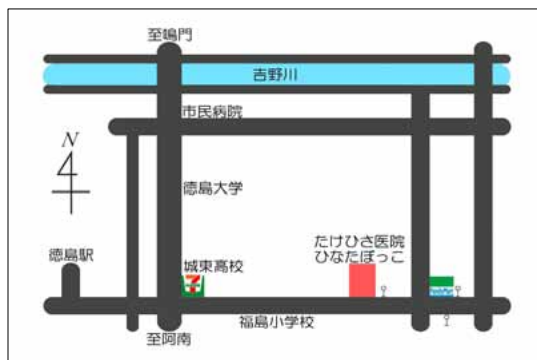 至鳴門
吉野川
市民病院
N
徳島大学
たけひさ医院
ひなたぼっこ
徳島駅
城東高校
7
福島小学校
至阿南